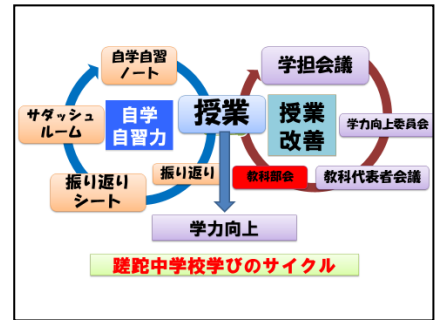 自学自習
ノート
学担会議
サダッシュ
ルーム
自学
自習力
授業
授業
改善
学力向上委員会
振り返り
シート
振り返り
教科部会
教科代表者会議
学力向上
蹉跎中学校学びのサイクル